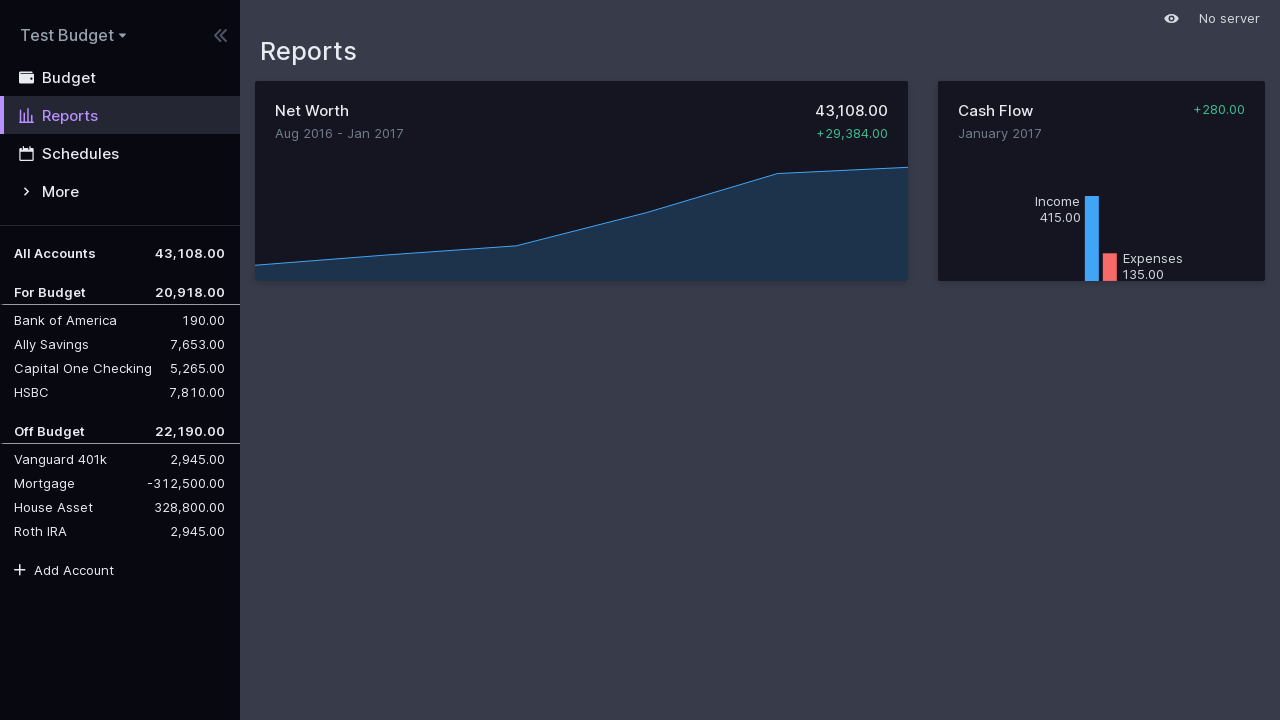 Test Budget
Budget
Reports
Schedules
More
All Accounts 43,108.00
For Budget 20,918.00
Bank of America 190.00
Ally Savings 7,653.00
Capital One Checking 5,265.00
HSBC 7,810.00
Off Budget 22,190.00
Vanguard 401k 2,945.00
Mortgage -312,500.00
House Asset 328,800.00
Roth IRA 2,945.00
Add Account
No server
Reports
Net Worth 43,108.00
Aug 2016 - Jan 2017 +29,384.00
Cash Flow +280.00
January 2017
Income
415.00
Expenses
135.00